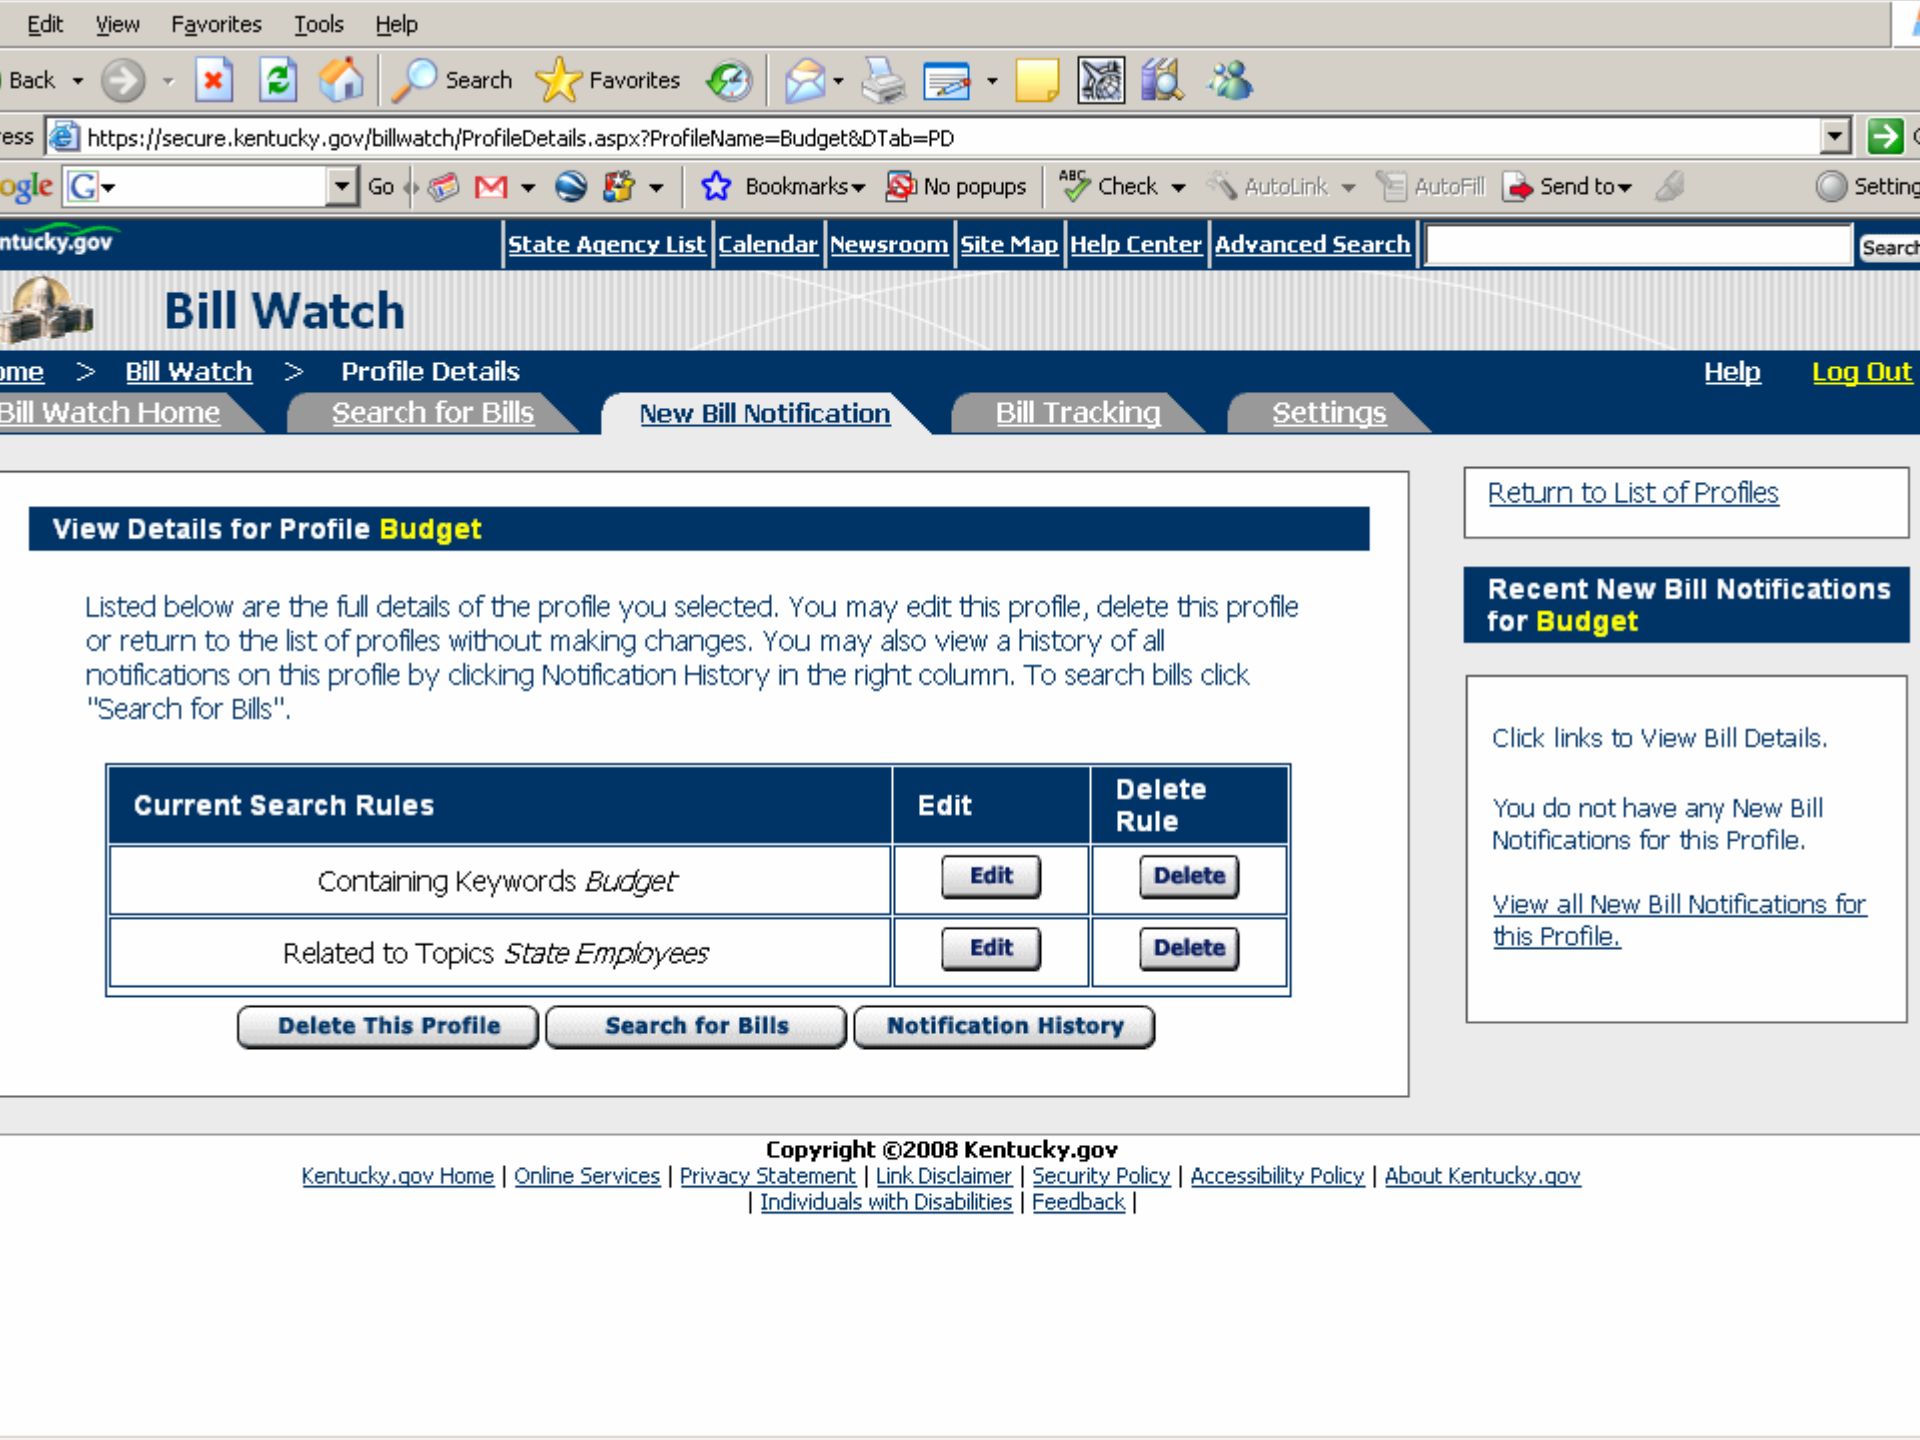 Edit View Favorites Tools Help
Back Search Favorites
https://secure.kentucky.gov/billwatch/ProfileDetails.aspx?ProfileName=Budget&DTab=PD
G Go Bookmarks No popups ABC Check AutoLink AutoFill Send to
State Agency List Calendar Newsroom Site Map Help Center Advanced Search Search
Bill Watch
> Bill Watch > Profile Details Help Log Out
Bill Watch Home Search for Bills New Bill Notification Bill Tracking Settings
Return to List of Profiles
View Details for Profile Budget
Listed below are the full details of the profile you selected. You may edit this profile, delete this profile
or return to the list of profiles without making changes. You may also view a history of all
notifications on this profile by clicking Notification History in the right column. To search bills click
"Search for Bills".
Current Search Rules Edit Delete
Rule
Containing Keywords Budget Edit Delete
Related to Topics State Employees Edit Delete
Delete This Profile Search for Bills Notification History
Recent New Bill Notifications
for Budget
Click links to View Bill Details.
You do not have any New Bill
Notifications for this Profile.
View all New Bill Notifications for
this Profile.
Copyright ©2008 Kentucky.gov
Kentucky.gov Home | Online Services | Privacy Statement | Link Disclaimer | Security Policy | Accessibility Policy | About Kentucky.gov
| Individuals with Disabilities | Feedback |